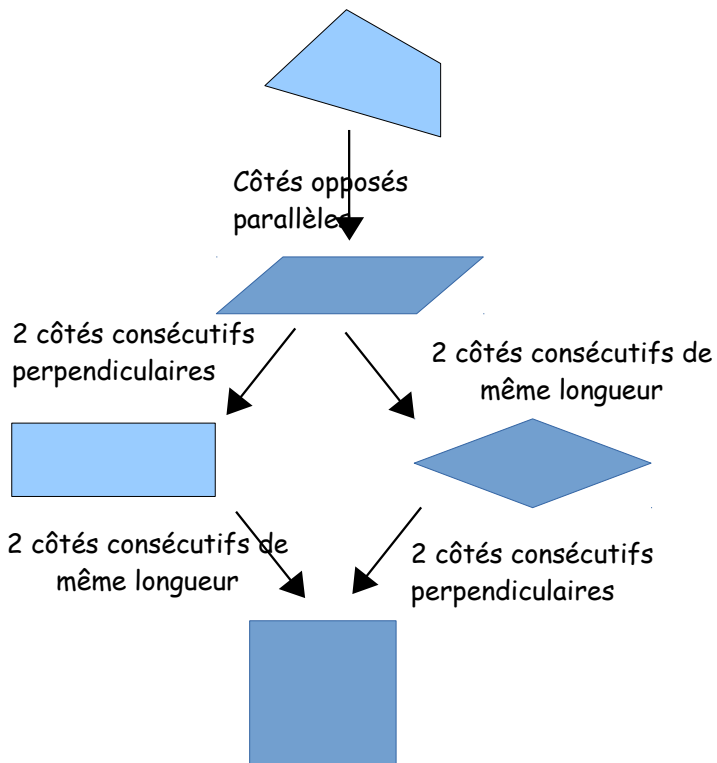 Côtés opposés
parallèles
2 côtés consécutifs
perpendiculaires
2 côtés consécutifs de
même longueur
2 côtés consécutifs de
même longueur
2 côtés consécutifs
perpendiculaires